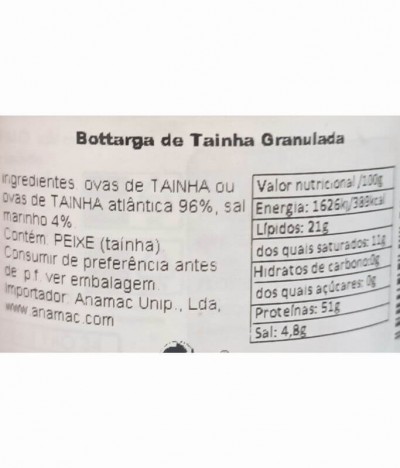 Bottarga de Tainha Granulada
Ingredientes ovas de TAINHA ou
ovas de TAINHA atlântica 96%, sal
marinho 4%
Contém PEIXE (tainha).
Consumir de preferência antes
de p.f. ver embalagem.
Importador: Anamac Unip., Lda,
www.anamac.com
Valor nutricional /100g
Energia: 1626kj/389kcal
Lípidos: 21g
dos quais saturados: 11g
Hidratos de carbono:0g
dos quais açúcares: 0g
Proteínas: 51g
Sal: 4,8g